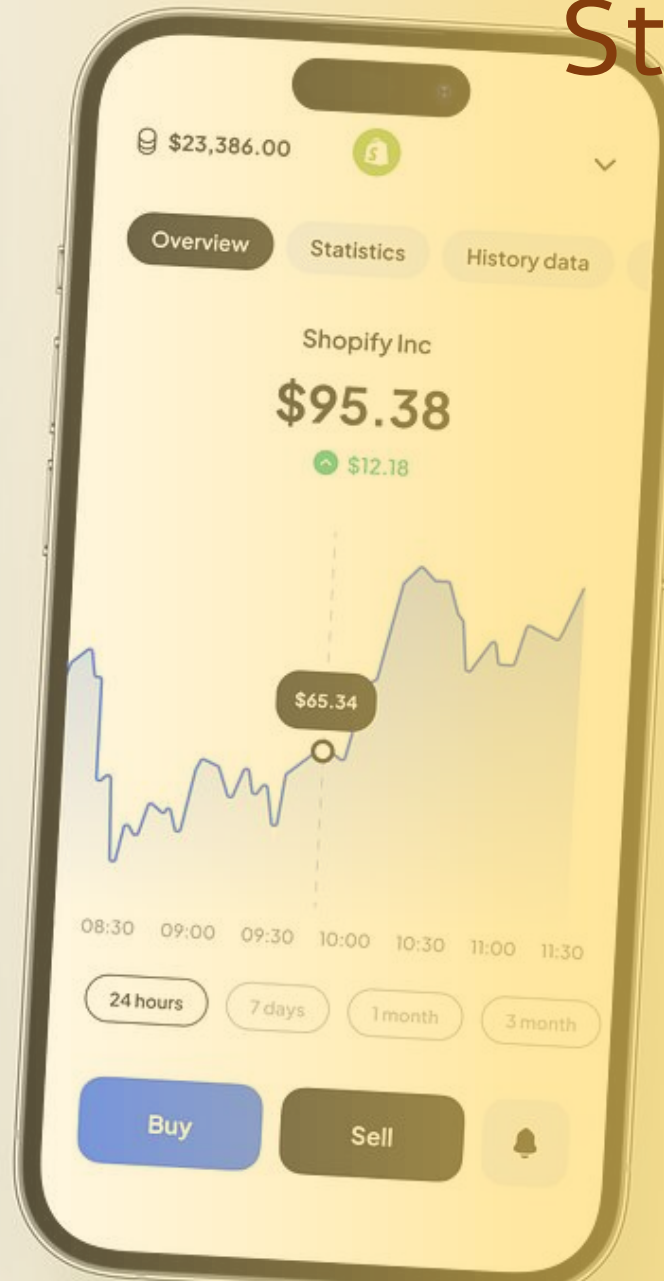 St
$23,386.00
Overview Statistics History data
Shopify Inc
$95.38
$12.18
$65.34
08:30 09:00 09:30 10:00 10:30 11:00 11:30
24 hours 7 days 1 month 3 month
Buy Sell